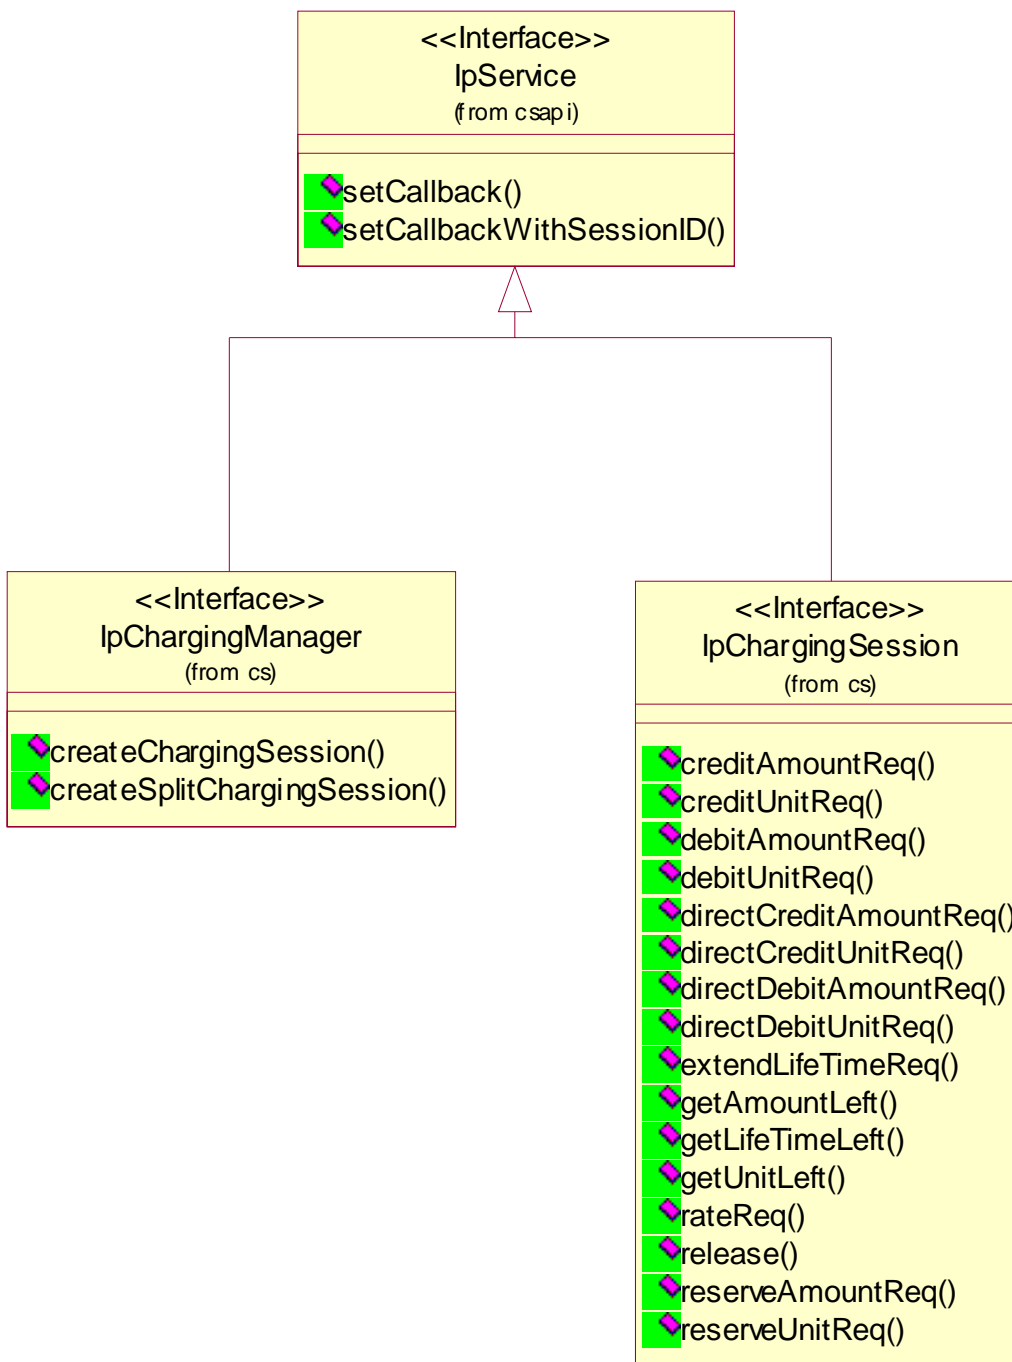 <<Interface>>
IpService
(from csapi)
setCallback()
setCallbackWithSessionID()
<<Interface>>
IpChargingManager
(from cs)
createChargingSession()
createSplitChargingSession()
<<Interface>>
IpChargingSession
(from cs)
creditAmountReq()
creditUnitReq()
debitAmountReq()
debitUnitReq()
directCreditAmountReq()
directCreditUnitReq()
directDebitAmountReq()
directDebitUnitReq()
extendLifeTimeReq()
getAmountLeft()
getLifeTimeLeft()
getUnitLeft()
rateReq()
release()
reserveAmountReq()
reserveUnitReq()